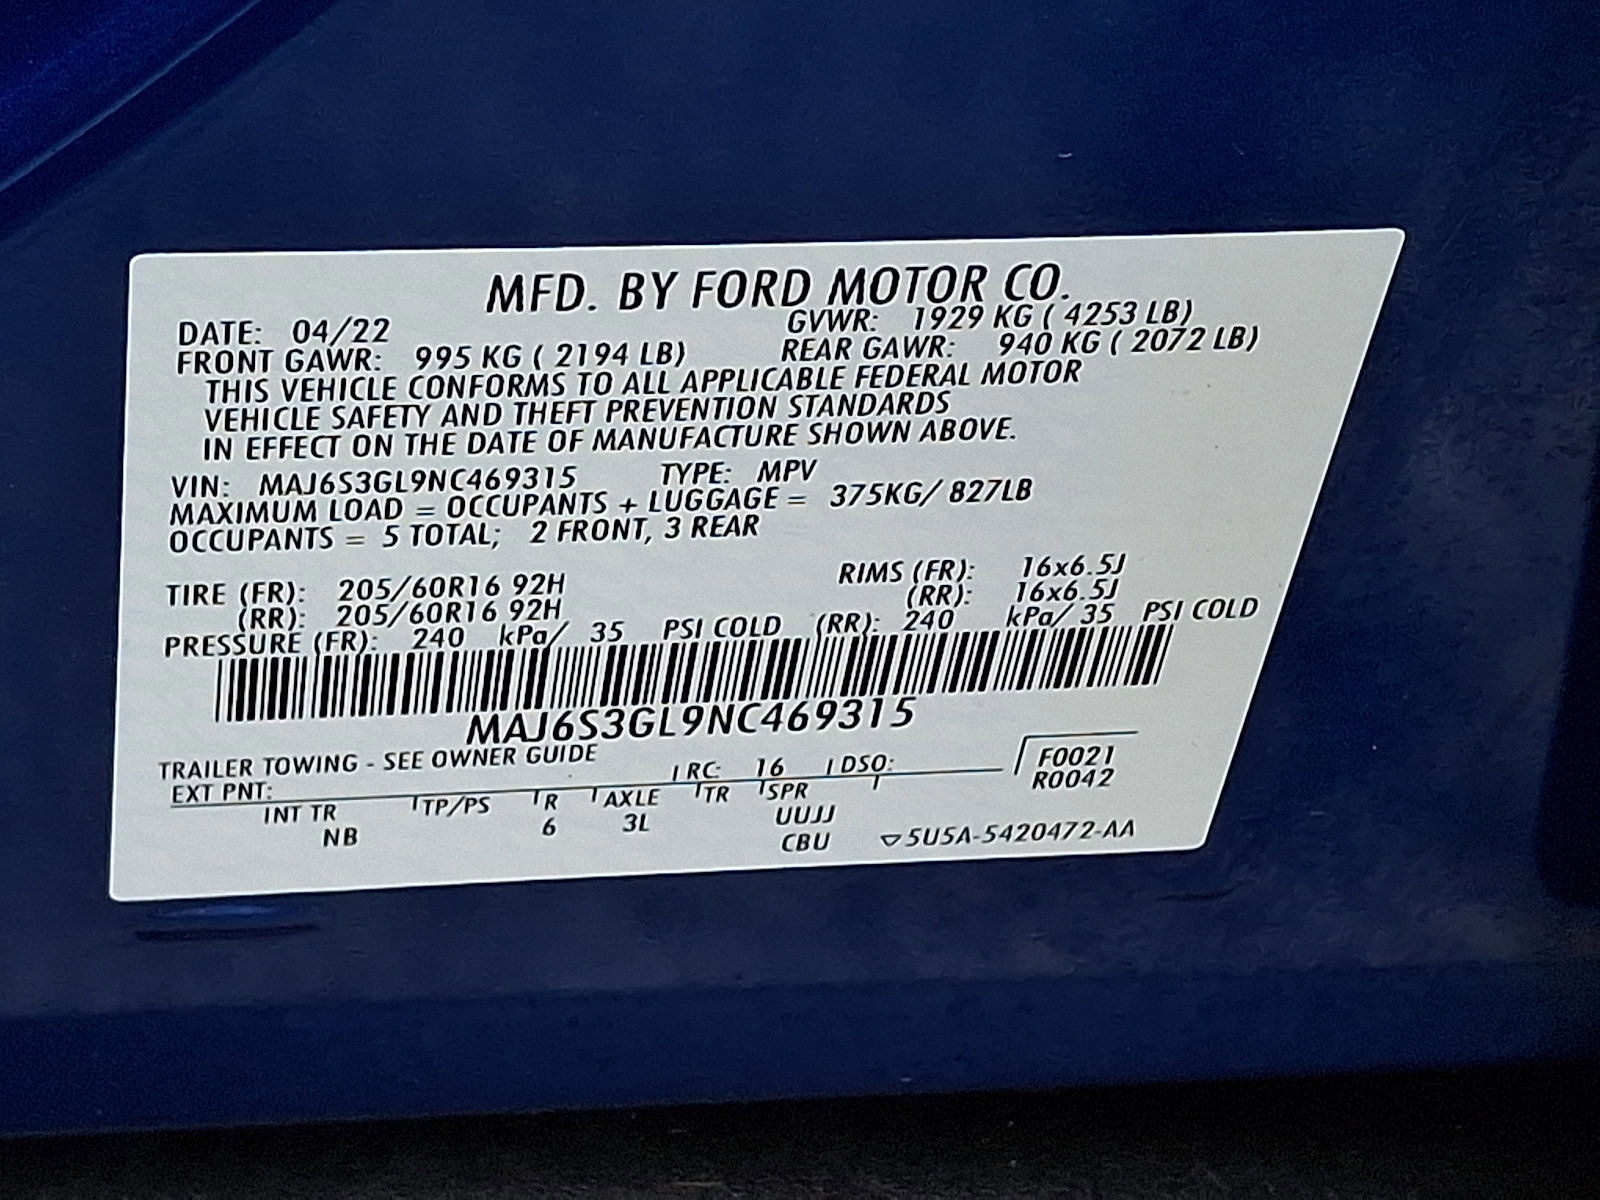 MFD. BY FORD MOTOR CO.
DATE: 04/22 GVWR: 1929 KG ( 4253 LB)
FRONT GAWR: 995 KG ( 2194 LB) REAR GAWR: 940 KG ( 2072 LB)
THIS VEHICLE CONFORMS TO ALL APPLICABLE FEDERAL MOTOR
VEHICLE SAFETY AND THEFT PREVENTION STANDARDS
IN EFFECT ON THE DATE OF MANUFACTURE SHOWN ABOVE.
VIN: MAJ6S3GL9NC469315 TYPE: MPV
MAXIMUM LOAD = OCCUPANTS + LUGGAGE = 375KG/ 827LB
OCCUPANTS = 5 TOTAL; 2 FRONT, 3 REAR
TIRE (FR): 205/60R16 92H RIMS (FR): 16x6.5J
(RR): 205/60R16 92H (RR): 16x6.5J
PRESSURE (FR): 240 kPa/ 35 PSI COLD (RR): 240 kPa/ 35 PSI COLD
MAJ6S3GL9NC469315
TRAILER TOWING - SEE OWNER GUIDE
EXT PNT: RC: 16 DSO: F0021
R0042
INT TR TP/PS R AXLE TR SPR
NB 6 3L UUJJ
CBU ▽5U5A-5420472-AA